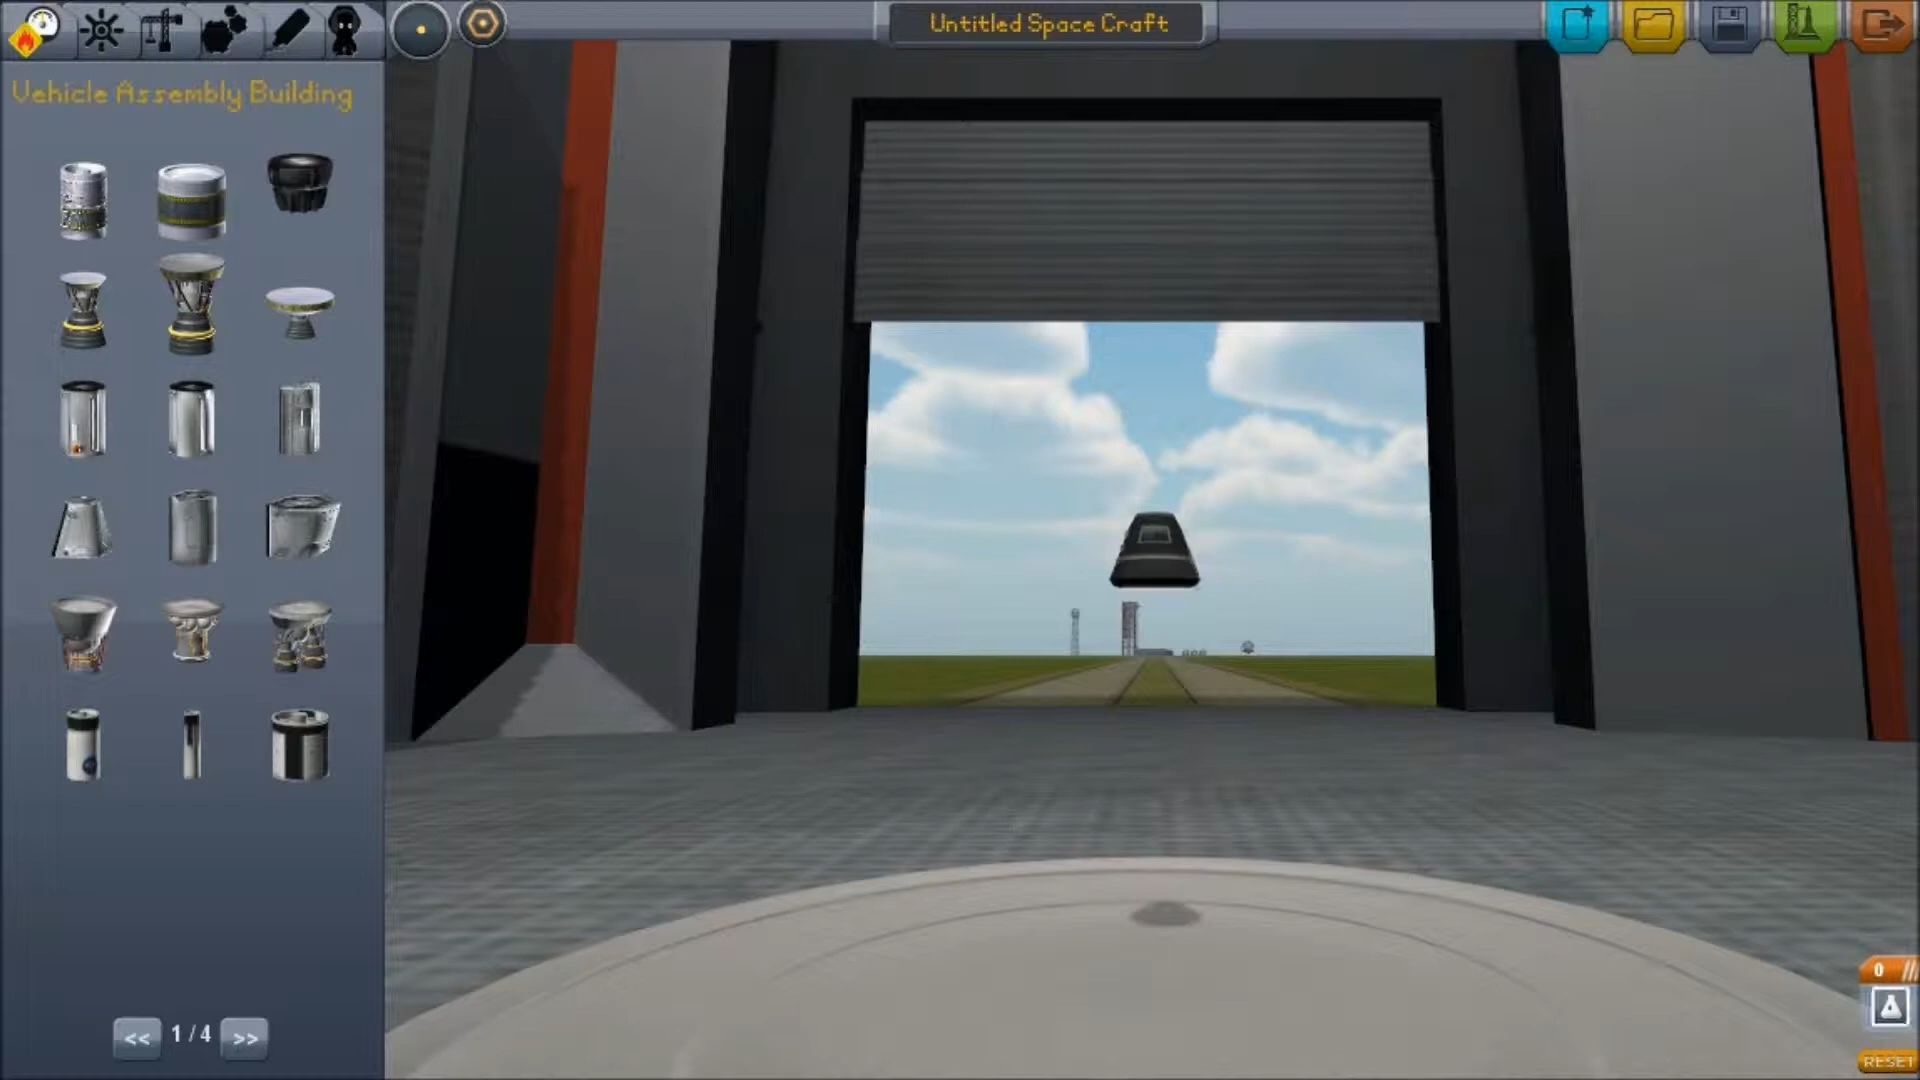 Untitled Space Craft
Vehicle Assembly Building
<< 1 / 4 >>
0
RESET